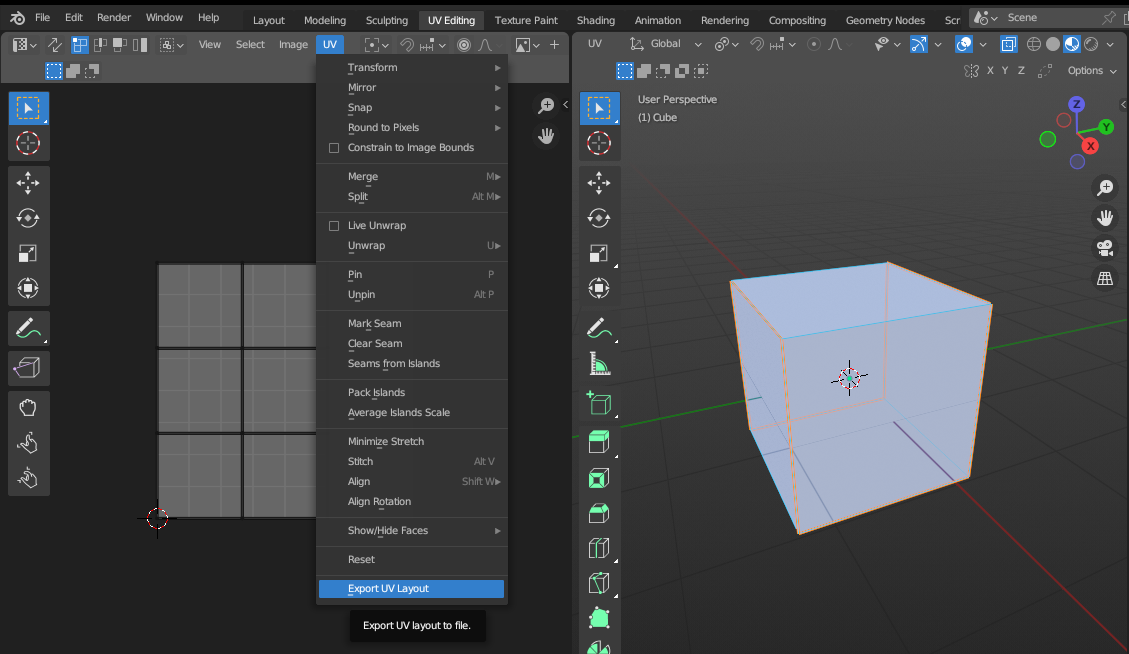 File Edit Render Window Help Layout Modeling Sculpting UV Editing Texture Paint Shading Animation Rendering Compositing Geometry Nodes Scr Scene
View Select Image UV
UV Global
X Y Z Options
Transform
Mirror
Snap
Round to Pixels
Constrain to Image Bounds
Merge M
Split Alt M
Live Unwrap
Unwrap U
Pin P
Unpin Alt P
Mark Seam
Clear Seam
Seams from Islands
Pack Islands
Average Islands Scale
Minimize Stretch
Stitch Alt V
Align Shift W
Align Rotation
Show/Hide Faces
Reset
Export UV Layout
Export UV layout to file.
User Perspective
(1) Cube
Z
Y
X